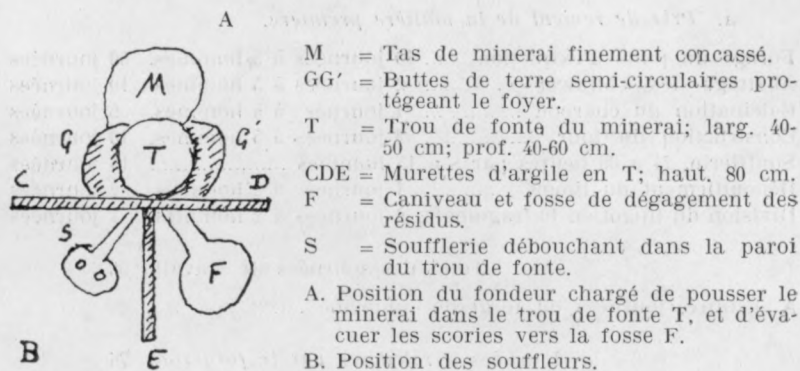 A
M = Tas de minerai finement concassé.
GG' = Buttes de terre semi-circulaires pro-
tégeant le foyer.
T = Trou de fonte du minerai; larg. 40-
50 cm; prof. 40-60 cm.
CDE = Murettes d'argile en T; haut. 80 cm.
F = Caniveau et fosse de dégagement des
résidus.
S = Soufflerie débouchant dans la paroi
du trou de fonte.
A. Position du fondeur chargé de pousser le
minerai dans le trou de fonte T, et d'éva-
cuer les scories vers la fosse F.
B. Position des souffleurs.
M
G T G'
C D
S F
B E